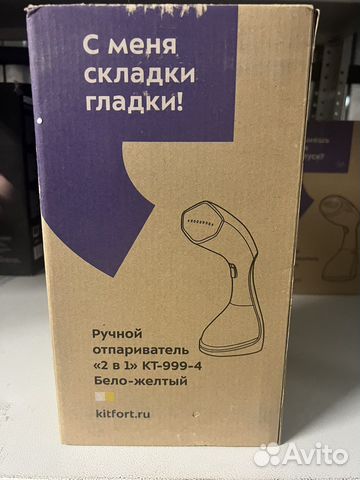 С меня
складки
гладки!
Ручной
отпариватель
«2 в 1» КТ-999-4
Бело-желтый
kitfort.ru
Avito